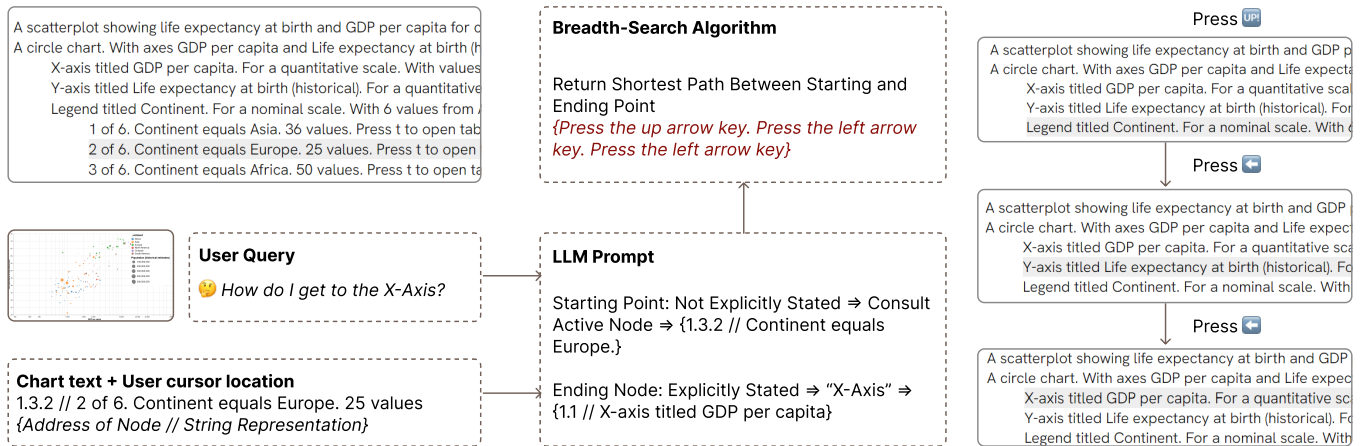 A scatterplot showing life expectancy at birth and GDP per capita for c
A circle chart. With axes GDP per capita and Life expectancy at birth (h
X-axis titled GDP per capita. For a quantitative scale. With values
Y-axis titled Life expectancy at birth (historical). For a quantitative
Legend titled Continent. For a nominal scale. With 6 values from
1 of 6. Continent equals Asia. 36 values. Press t to open tab
2 of 6. Continent equals Europe. 25 values. Press t to open
3 of 6. Continent equals Africa. 50 values. Press t to open ta
User Query
🤔 How do I get to the X-Axis?
Chart text + User cursor location
1.3.2 // 2 of 6. Continent equals Europe. 25 values
{Address of Node // String Representation}
Breadth-Search Algorithm
Return Shortest Path Between Starting and
Ending Point
{Press the up arrow key. Press the left arrow
key. Press the left arrow key}
LLM Prompt
Starting Point: Not Explicitly Stated ⇒ Consult
Active Node ⇒ {1.3.2 // Continent equals
Europe.}
Ending Node: Explicitly Stated ⇒ “X-Axis” ⇒
{1.1 // X-axis titled GDP per capita}
Press UP!
A scatterplot showing life expectancy at birth and GDP p
A circle chart. With axes GDP per capita and Life expecta
X-axis titled GDP per capita. For a quantitative scal
Y-axis titled Life expectancy at birth (historical). For
Legend titled Continent. For a nominal scale. With 6
Press ⬅
A scatterplot showing life expectancy at birth and GDP
A circle chart. With axes GDP per capita and Life expect
X-axis titled GDP per capita. For a quantitative sca
Y-axis titled Life expectancy at birth (historical). Fo
Legend titled Continent. For a nominal scale. With
Press ⬅
A scatterplot showing life expectancy at birth and GDP
A circle chart. With axes GDP per capita and Life expec
X-axis titled GDP per capita. For a quantitative sc
Y-axis titled Life expectancy at birth (historical). Fo
Legend titled Continent. For a nominal scale. With